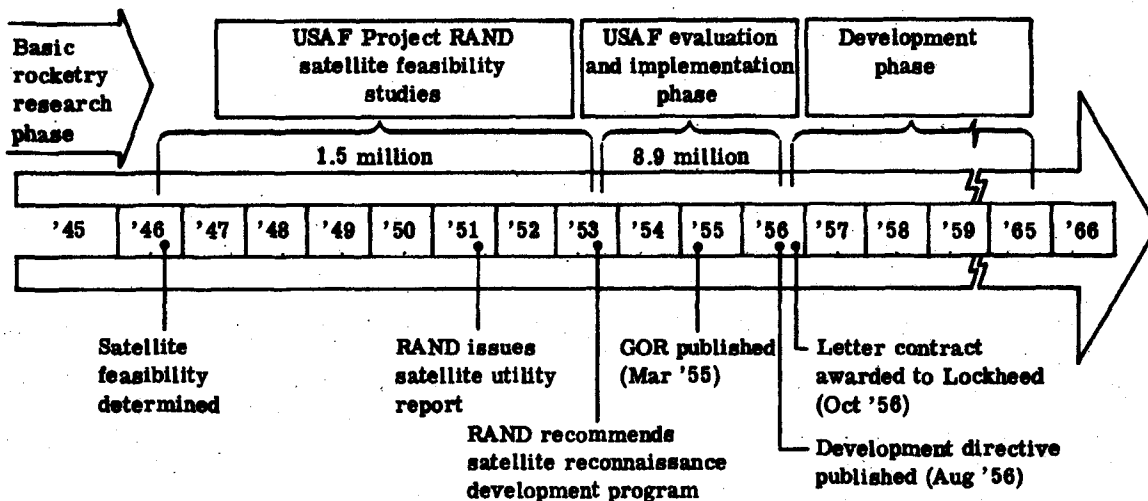 Basic
rocketry
research
phase
USAF Project RAND
satellite feasibility
studies
USAF evaluation
and implementation
phase
Development
phase
1.5 million
8.9 million
'45 '46 '47 '48 '49 '50 '51 '52 '53 '54 '55 '56 '57 '58 '59 '65 '66
Satellite
feasibility
determined
RAND issues
satellite utility
report
RAND recommends
satellite reconnaissance
development program
GOR published
(Mar '55)
Letter contract
awarded to Lockheed
(Oct '56)
Development directive
published (Aug '56)